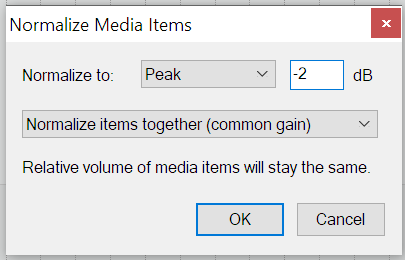 Normalize Media Items
Normalize to: Peak -2 dB
Normalize items together (common gain)
Relative volume of media items will stay the same.
OK Cancel